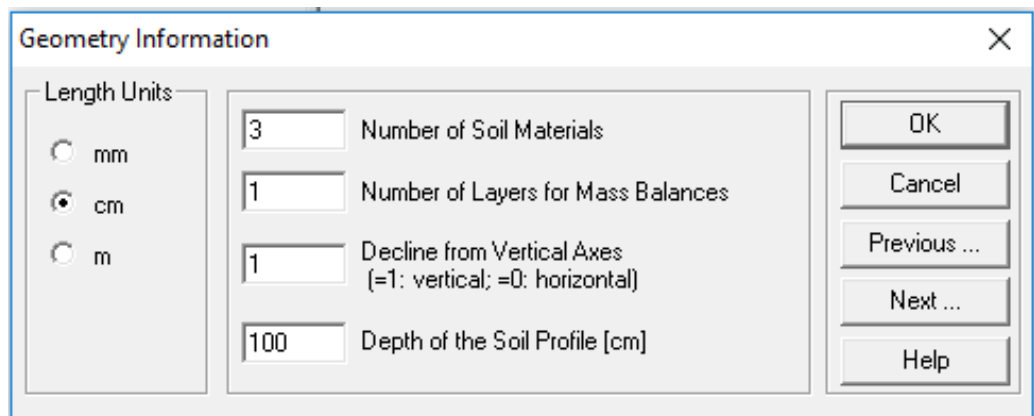 Geometry Information
Length Units
mm
cm
m
3 Number of Soil Materials
1 Number of Layers for Mass Balances
1 Decline from Vertical Axes
(=1: vertical; =0: horizontal)
100 Depth of the Soil Profile [cm]
OK
Cancel
Previous ...
Next ...
Help